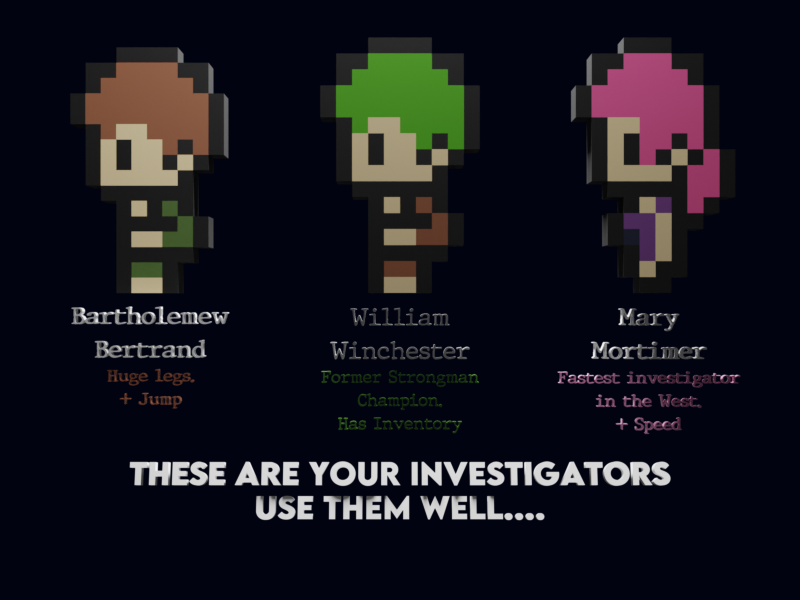 Bartholemew
Bertrand
Huge legs.
+ Jump
William
Winchester
Former Strongman
Champion.
Has Inventory
Mary
Mortimer
Fastest investigator
in the West.
+ Speed
THESE ARE YOUR INVESTIGATORS
USE THEM WELL....